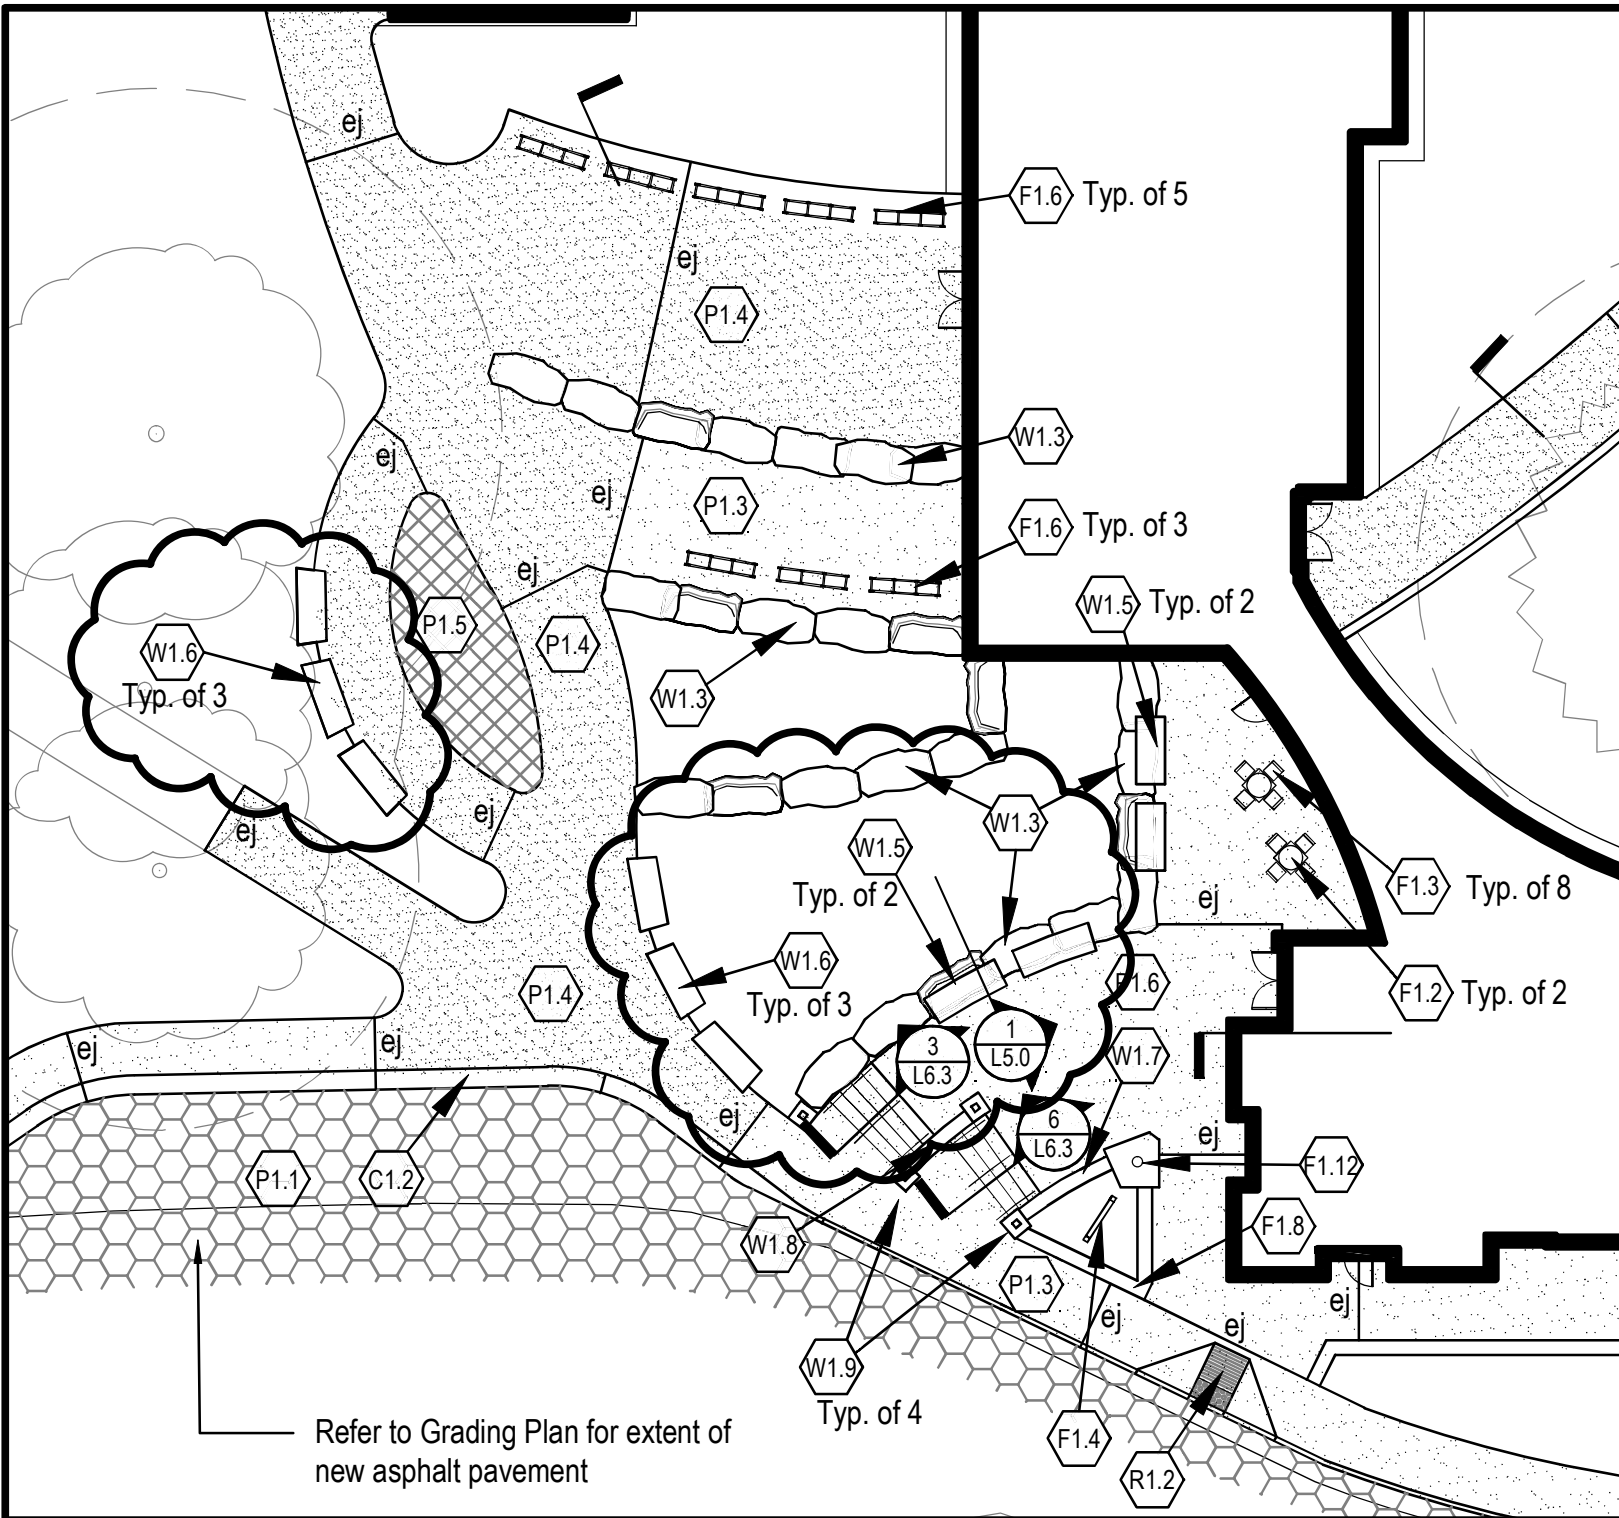 ej
F1.6 Typ. of 5
ej
P1.4
W1.3
ej
ej
P1.3
F1.6 Typ. of 3
ej
W1.5 Typ. of 2
P1.5
P1.4
W1.6
Typ. of 3
W1.3
ej
ej
W1.3
W1.5
Typ. of 2
F1.3 Typ. of 8
ej
W1.6
Typ. of 3
P1.4
P1.6
F1.2 Typ. of 2
ej
ej
3
L6.3
1
L5.0
W1.7
ej
6
L6.3
ej
P1.1
C1.2
F1.12
W1.8
F1.8
P1.3
ej
ej
ej
W1.9
Typ. of 4
F1.4
R1.2
Refer to Grading Plan for extent of
new asphalt pavement